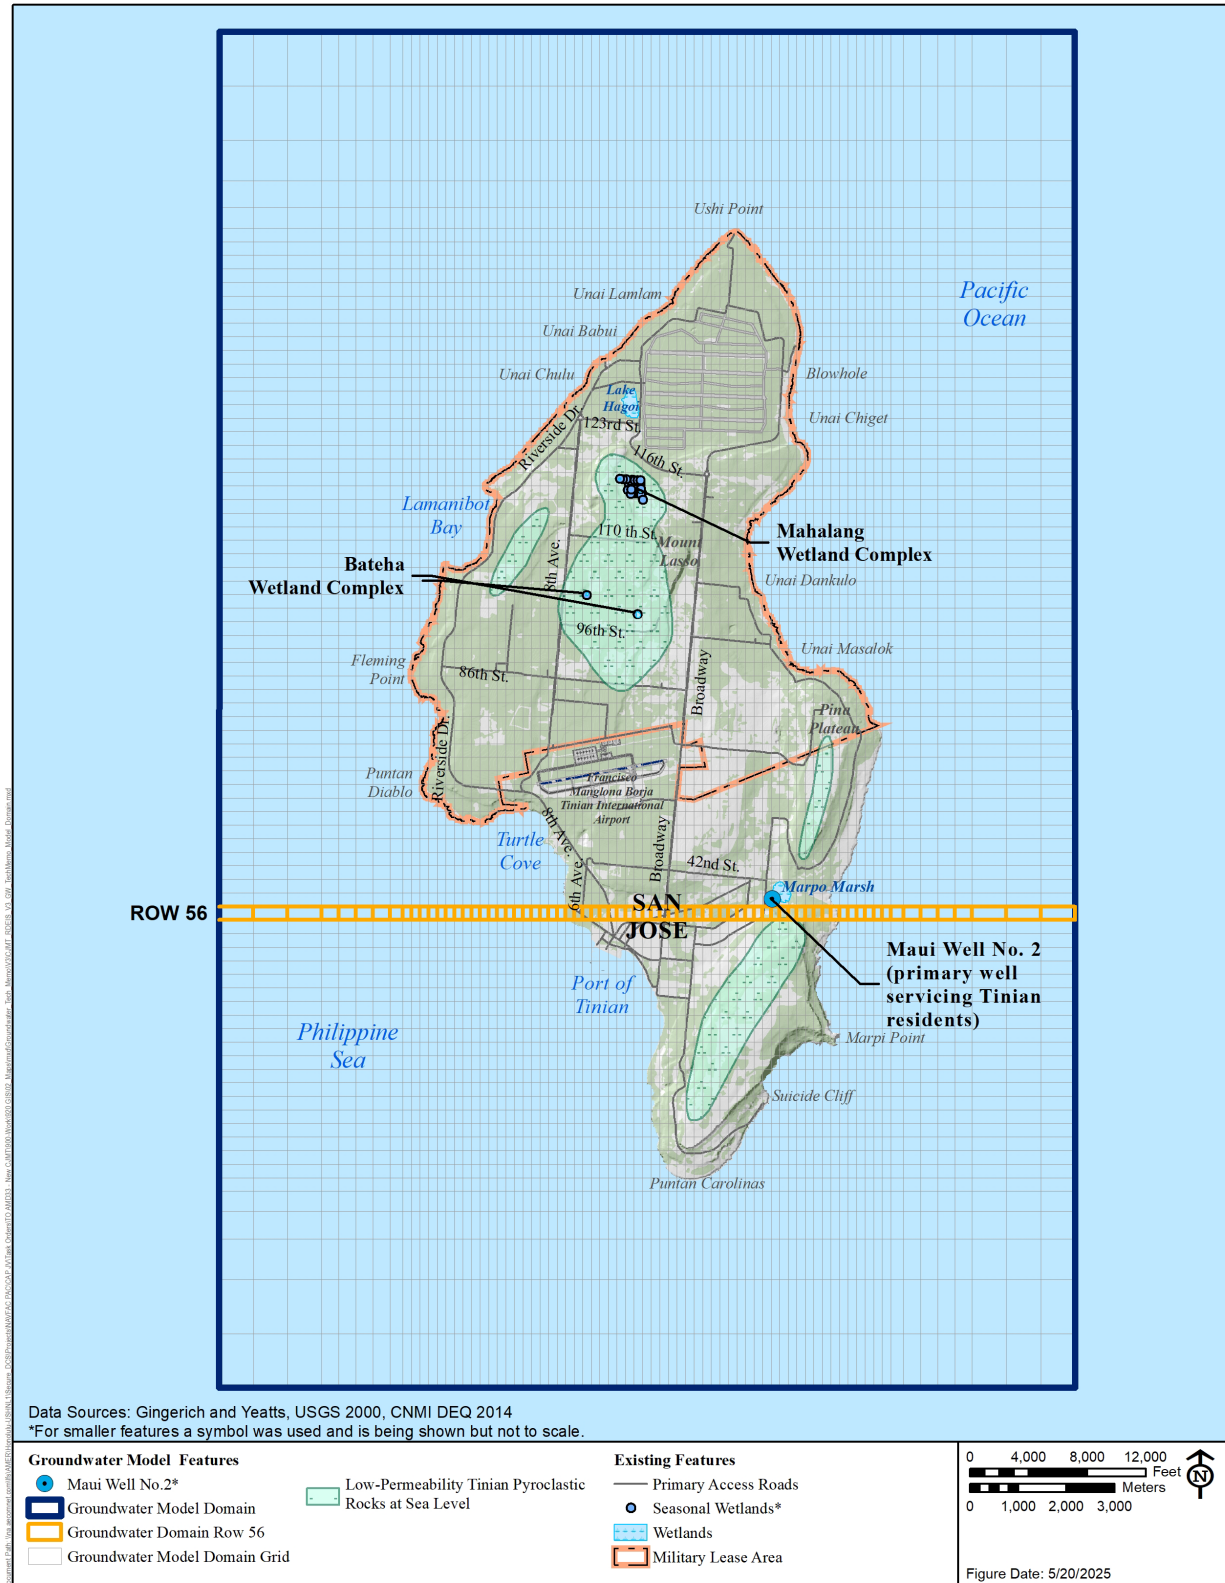 Ushi Point
Pacific
Ocean
Unai Lamlam
Unai Babui
Unai Chulu
Blowhole
Lake
Hagoi
Unai Chiget
123rd St.
Riverside Dr.
116th St.
Lamanibot
Bay
110 th St.
Mount
Lasso
Mahalang
Wetland Complex
8th Ave.
Bateha
Wetland Complex
Unai Dankulo
96th St.
Unai Masalok
Fleming
Point
86th St.
Broadway
Pina
Plateau
Riverside Dr.
Puntan
Diablo
Francisco
Manglona Borja
Tinian International
Airport
Turtle
Cove
8th Ave.
Broadway
42nd St.
6th Ave.
Marpo Marsh
ROW 56
SAN
JOSE
Maui Well No. 2
(primary well
servicing Tinian
residents)
Port of
Tinian
Philippine
Sea
Marpi Point
Suicide Cliff
Puntan Carolinas
Data Sources: Gingerich and Yeatts, USGS 2000, CNMI DEQ 2014
*For smaller features a symbol was used and is being shown but not to scale.
Groundwater Model Features
Maui Well No.2*
Groundwater Model Domain
Groundwater Domain Row 56
Groundwater Model Domain Grid
Low-Permeability Tinian Pyroclastic
Rocks at Sea Level
Existing Features
Primary Access Roads
Seasonal Wetlands*
Wetlands
Military Lease Area
0 4,000 8,000 12,000
Feet
Meters
0 1,000 2,000 3,000
N
Figure Date: 5/20/2025